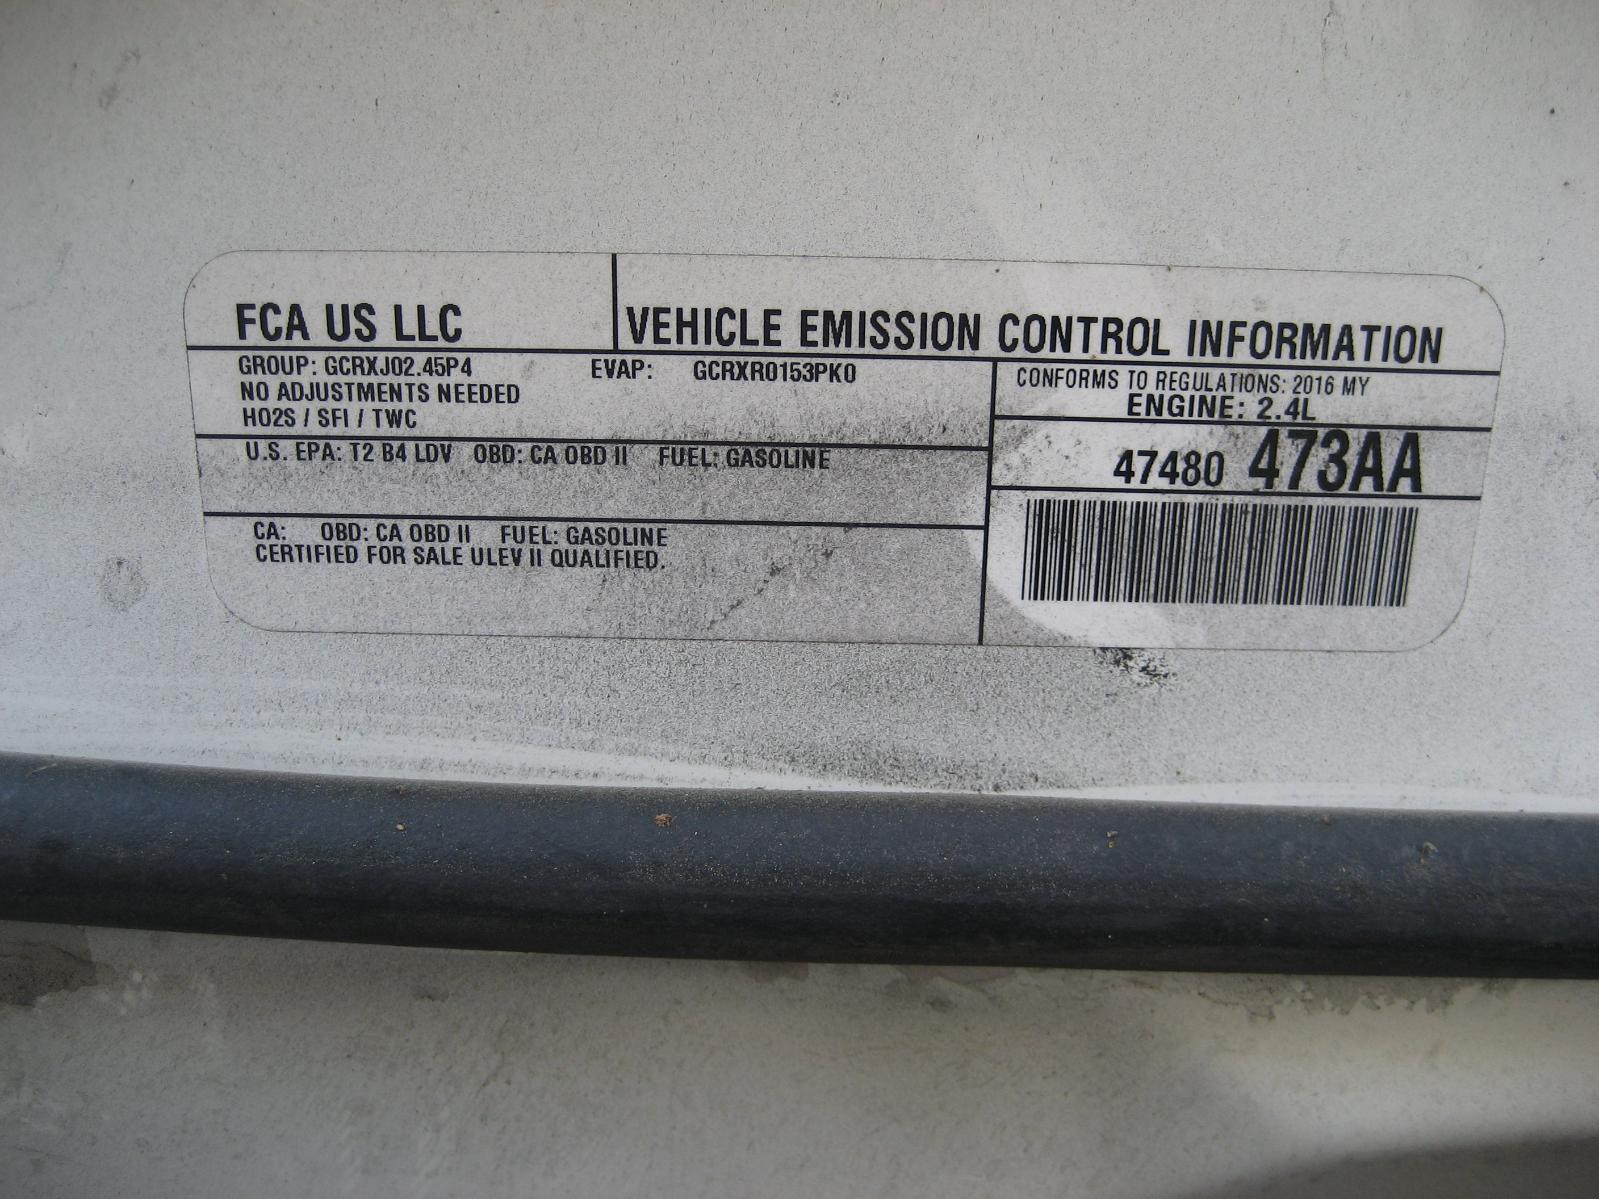 FCA US LLC
VEHICLE EMISSION CONTROL INFORMATION
GROUP: GCRXJ02.45P4 EVAP: GCRXR0153PK0
NO ADJUSTMENTS NEEDED
HO2S / SFI / TWC
CONFORMS TO REGULATIONS: 2016 MY
ENGINE: 2.4L
U.S. EPA: T2 B4 LDV OBD: CA OBD II FUEL: GASOLINE
47480 473AA
CA: OBD: CA OBD II FUEL: GASOLINE
CERTIFIED FOR SALE ULEV II QUALIFIED.